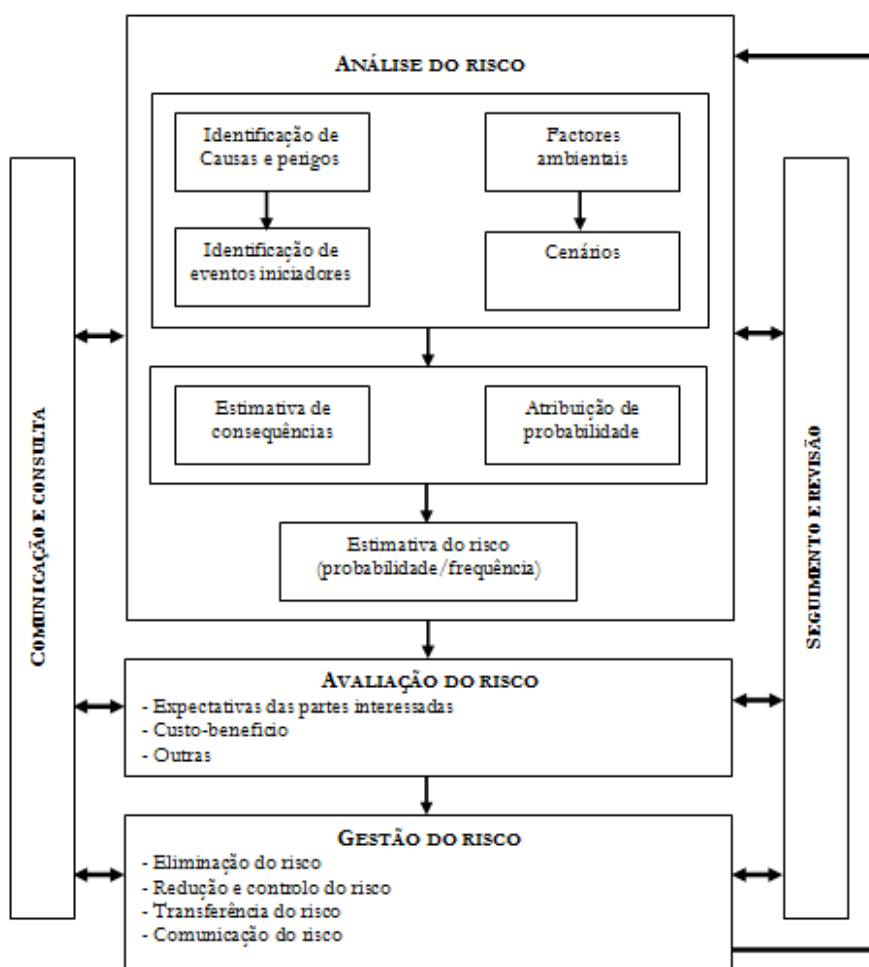 ANÁLISE DO RISCO
Identificação de
Causas e perigos
Factores
ambientais
Identificação de
eventos iniciadores
Cenários
Estimativa de
consequências
Atribuição de
probabilidade
Estimativa do risco
(probabilidade/frequência)
AVALIAÇÃO DO RISCO
- Expectativas das partes interessadas
- Custo-beneficio
- Outras
GESTÃO DO RISCO
- Eliminação do risco
- Redução e controlo do risco
- Transferência do risco
- Comunicação do risco
COMUNICAÇÃO E CONSULTA
SEGUIMENTO E REVISÃO